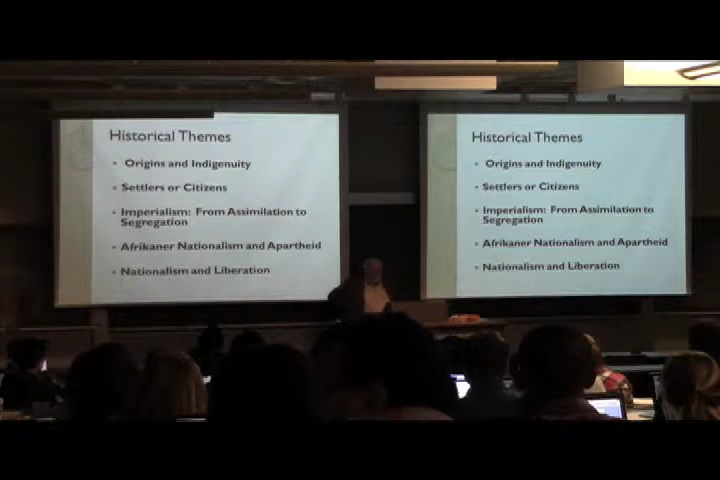 Historical Themes
Origins and Indigenuity
Settlers or Citizens
Imperialism: From Assimilation to
Segregation
Afrikaner Nationalism and Apartheid
Nationalism and Liberation
Historical Themes
Origins and Indigenuity
Settlers or Citizens
Imperialism: From Assimilation to
Segregation
Afrikaner Nationalism and Apartheid
Nationalism and Liberation